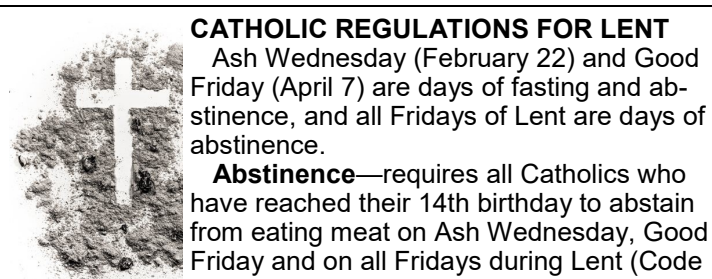 CATHOLIC REGULATIONS FOR LENT
Ash Wednesday (February 22) and Good
Friday (April 7) are days of fasting and ab-
stinence, and all Fridays of Lent are days of
abstinence.
Abstinence—requires all Catholics who
have reached their 14th birthday to abstain
from eating meat on Ash Wednesday, Good
Friday and on all Fridays during Lent (Code